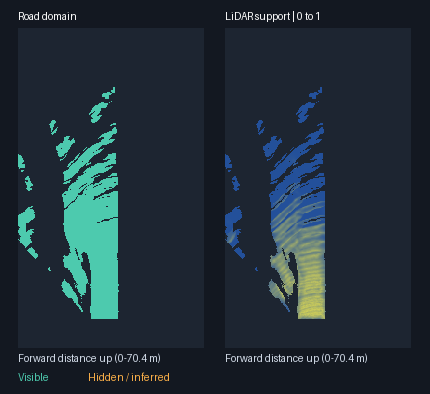 Road domain
LiDAR support | 0 to 1
Forward distance up (0-70.4 m)
Forward distance up (0-70.4 m)
Visible
Hidden / inferred